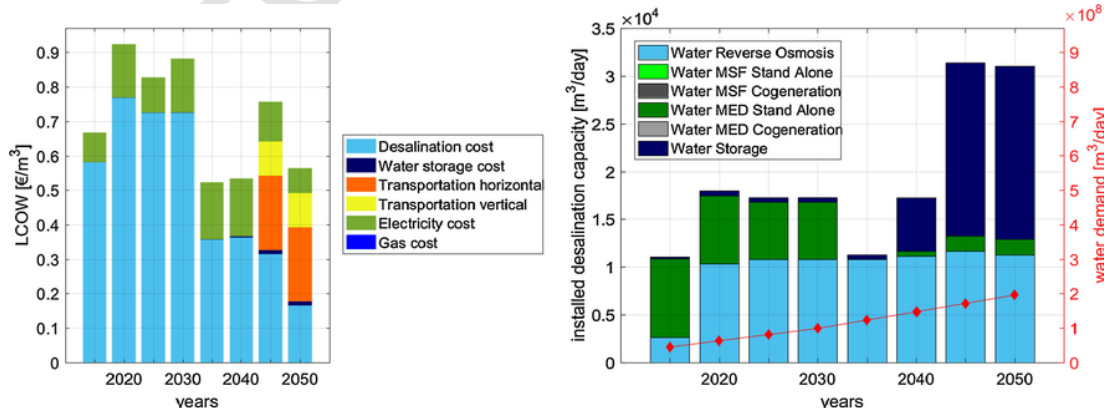 LCOW [€/m³]
0.9
0.8
0.7
0.6
0.5
0.4
0.3
0.2
0.1
0
2020
2030
2040
2050
years
Desalination cost
Water storage cost
Transportation horizontal
Transportation vertical
Electricity cost
Gas cost
×10⁴
installed desalination capacity [m³/day]
3.5
3
2.5
2
1.5
1
0.5
0
Water Reverse Osmosis
Water MSF Stand Alone
Water MSF Cogeneration
Water MED Stand Alone
Water MED Cogeneration
Water Storage
2020
2030
2040
2050
years
×10⁸
9
8
7
6
5
4
3
2
1
0
water demand [m³/day]